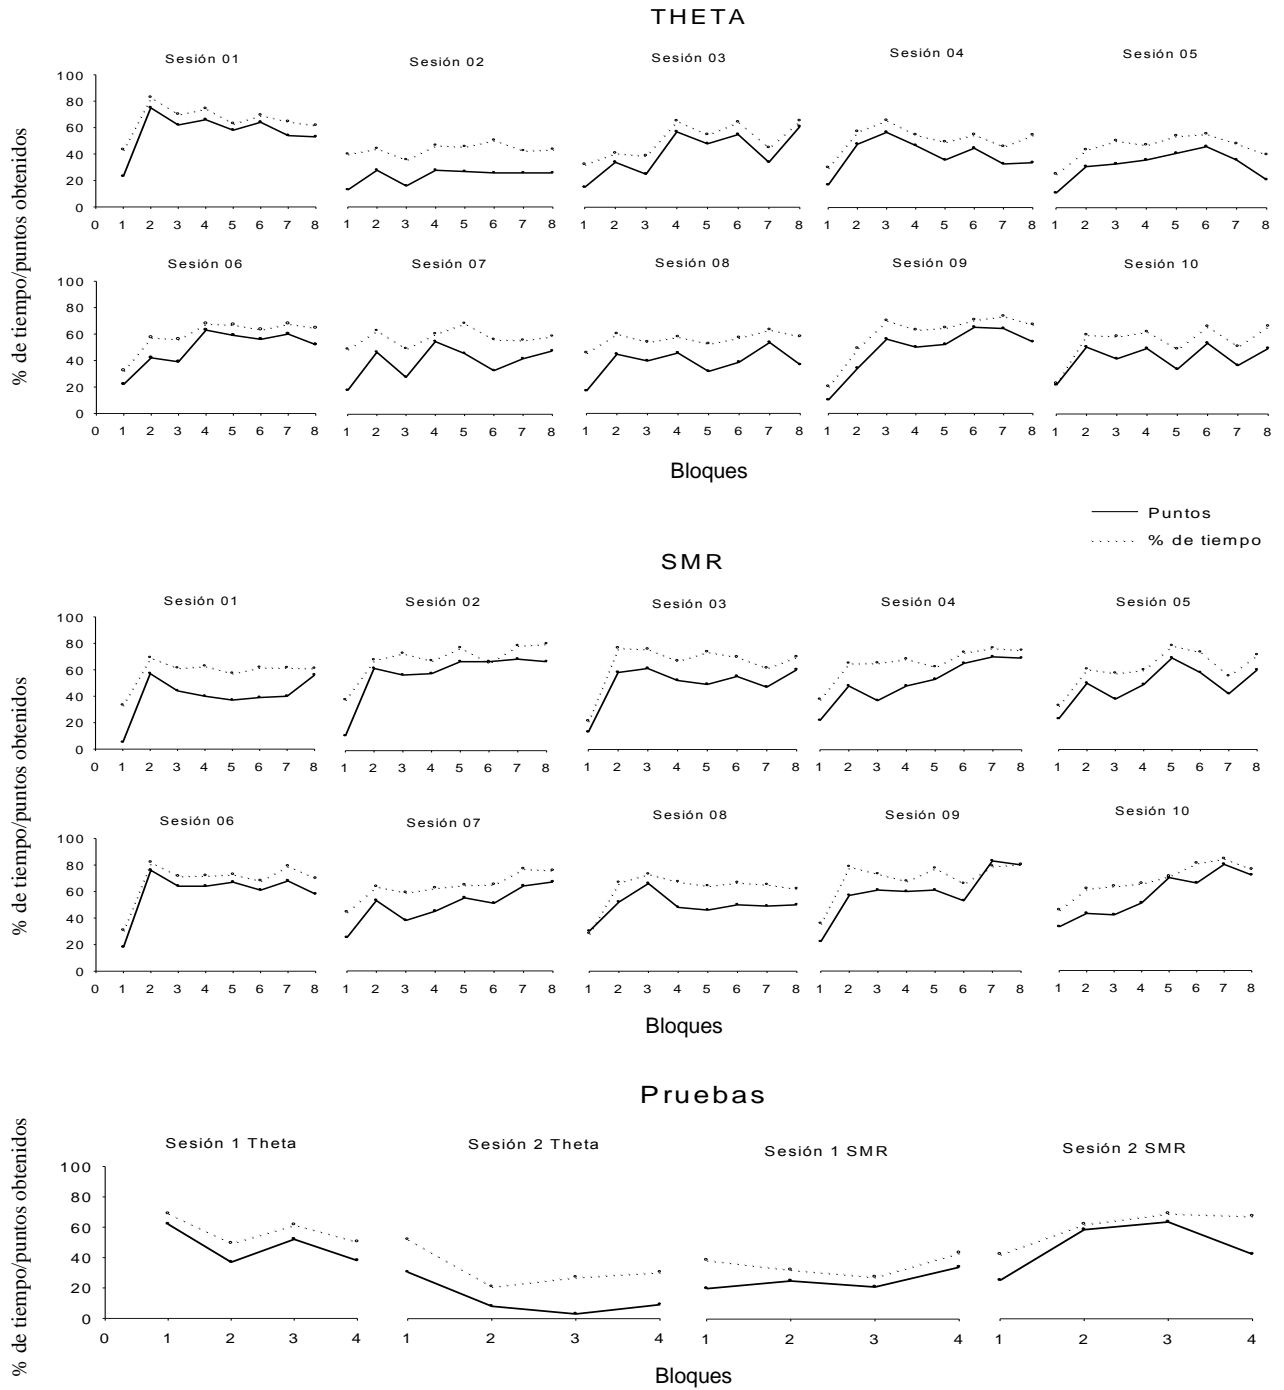 THETA
Sesión 01
Sesión 02
Sesión 03
Sesión 04
Sesión 05
% de tiempo/puntos obtenidos
100
80
60
40
20
0
0 1 2 3 4 5 6 7 8
1 2 3 4 5 6 7 8
1 2 3 4 5 6 7 8
1 2 3 4 5 6 7 8
1 2 3 4 5 6 7 8
Sesión 06
Sesión 07
Sesión 08
Sesión 09
Sesión 10
% de tiempo/puntos obtenidos
100
80
60
40
20
0
0 1 2 3 4 5 6 7 8
1 2 3 4 5 6 7 8
1 2 3 4 5 6 7 8
1 2 3 4 5 6 7 8
1 2 3 4 5 6 7 8
Bloques
Puntos
% de tiempo
SMR
Sesión 01
Sesión 02
Sesión 03
Sesión 04
Sesión 05
% de tiempo/puntos obtenidos
100
80
60
40
20
0
0 1 2 3 4 5 6 7 8
1 2 3 4 5 6 7 8
1 2 3 4 5 6 7 8
1 2 3 4 5 6 7 8
1 2 3 4 5 6 7 8
Sesión 06
Sesión 07
Sesión 08
Sesión 09
Sesión 10
% de tiempo/puntos obtenidos
100
80
60
40
20
0
0 1 2 3 4 5 6 7 8
1 2 3 4 5 6 7 8
1 2 3 4 5 6 7 8
1 2 3 4 5 6 7 8
1 2 3 4 5 6 7 8
Bloques
Pruebas
Sesión 1 Theta
Sesión 2 Theta
Sesión 1 SMR
Sesión 2 SMR
% de tiempo/puntos obtenidos
100
80
60
40
20
0
0 1 2 3 4
1 2 3 4
1 2 3 4
1 2 3 4
Bloques